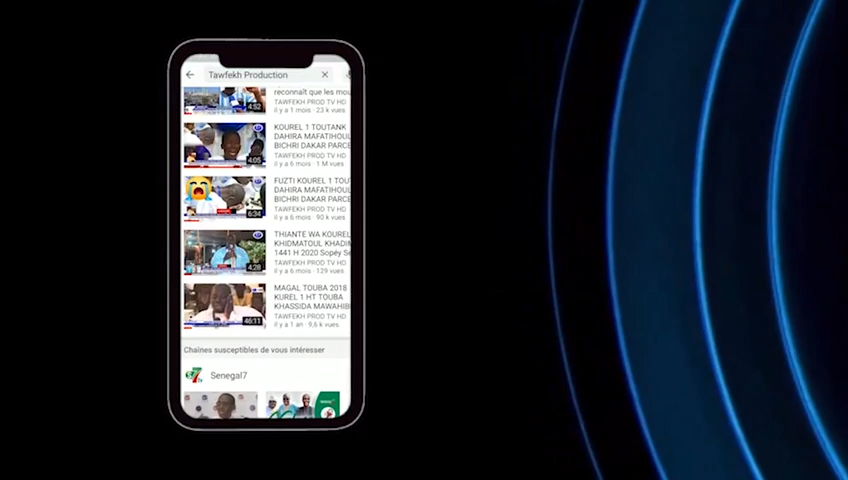 Tawfekh Production
reconnaît que les mou
TAWFEKH PROD TV HD
il y a 1 mois · 23 k vues
4:52
KOUREL 1 TOUTANK
DAHIRA MAFATIHOUL
BICHRI DAKAR PARCE
TAWFEKH PROD TV HD
il y a 6 mois · 1 M vues
4:05
FUZTI KOUREL 1 TOU
DAHIRA MAFATIHOUL
BICHRI DAKAR PARCE
TAWFEKH PROD TV HD
il y a 6 mois · 90 k vues
6:34
THIANTE WA KOUREL
KHIDMATOUL KHADIM
1441 H 2020 Sopéy Se
TAWFEKH PROD TV HD
il y a 6 mois · 129 vues
4:28
MAGAL TOUBA 2018
KUREL 1 HT TOUBA
KHASSIDA MAWAHIB
TAWFEKH PROD TV HD
il y a 1 an · 9,6 k vues
46:11
Chaînes susceptibles de vous intéresser
Senegal7